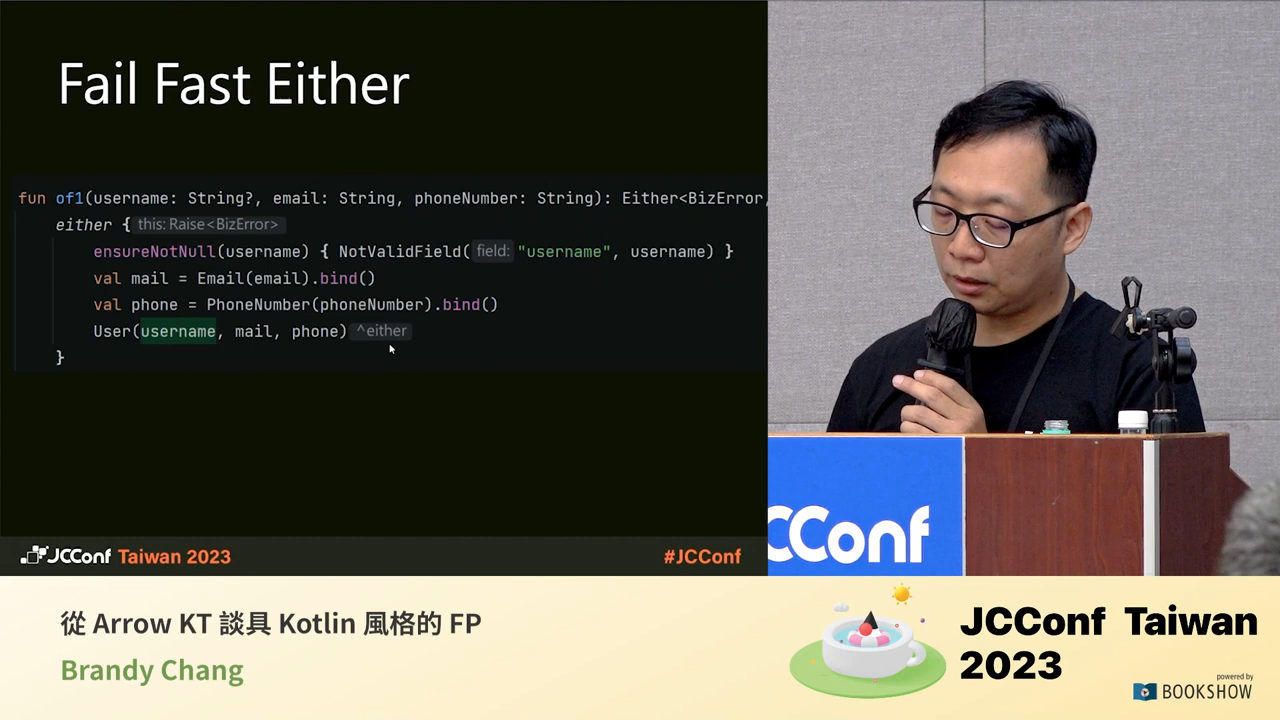 Fail Fast Either
fun of1(username: String?, email: String, phoneNumber: String): Either<BizError,
either { this: Raise<BizError>
ensureNotNull(username) { NotValidField( field: "username", username) }
val mail = Email(email).bind()
val phone = PhoneNumber(phoneNumber).bind()
User(username, mail, phone) ^either
}
JCConf Taiwan 2023
#JCConf
CConf
從 Arrow KT 談具 Kotlin 風格的 FP
Brandy Chang
JCConf Taiwan
2023
powered by
BOOKSHOW